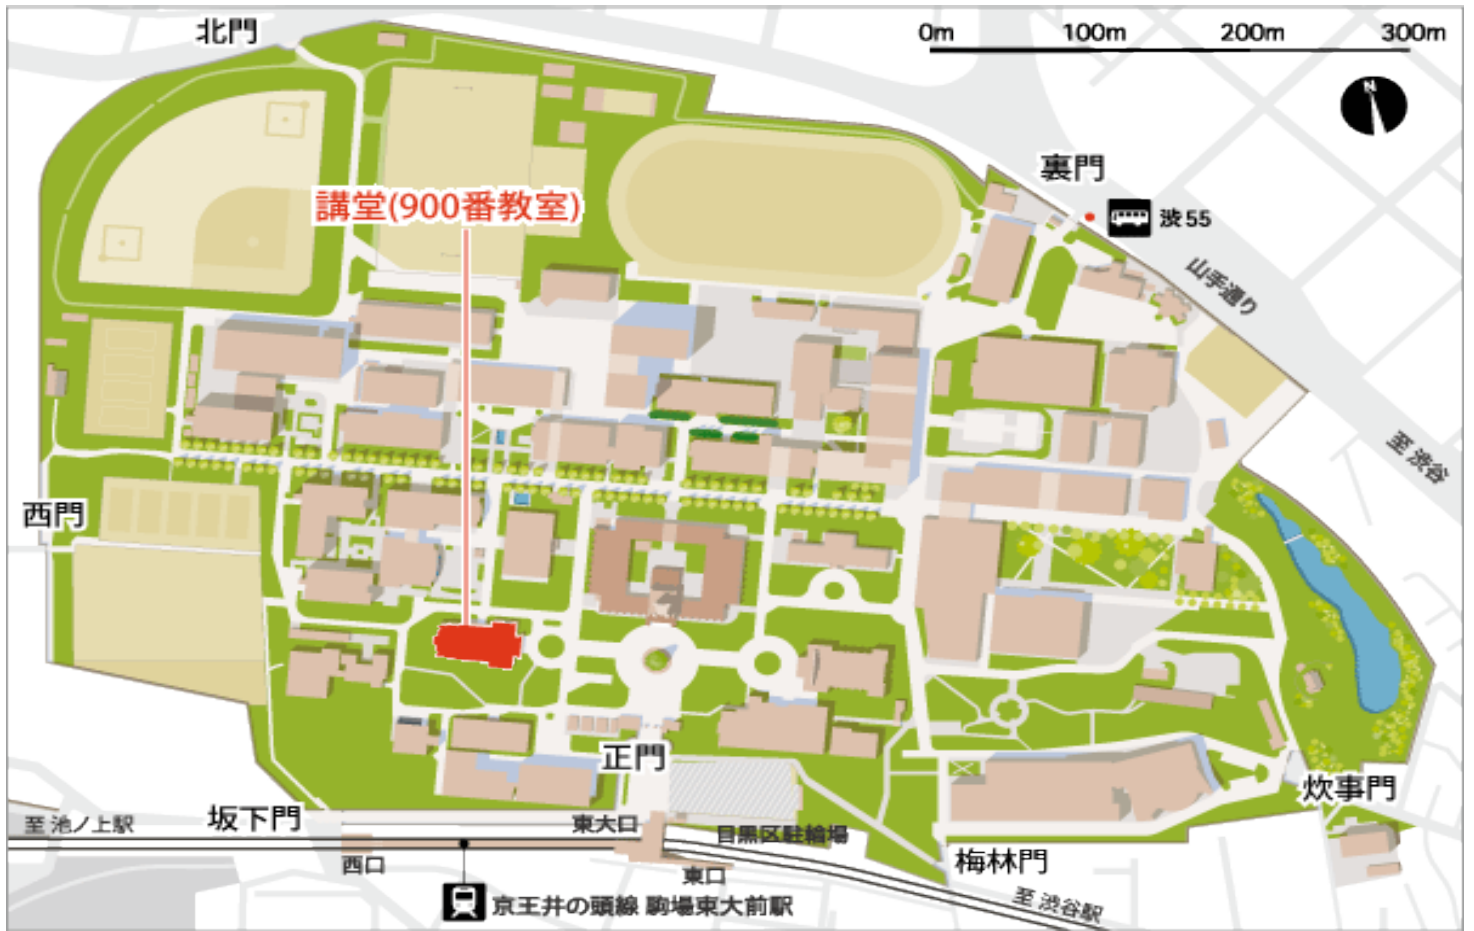 北門
0m 100m 200m 300m
N
裏門
講堂(900番教室)
渋55
山手通り
至 渋谷
西門
正門
炊事門
坂下門
至 池ノ上駅
東大口
目黒区駐輪場
梅林門
西口
東口
至 渋谷駅
京王井の頭線 駒場東大前駅